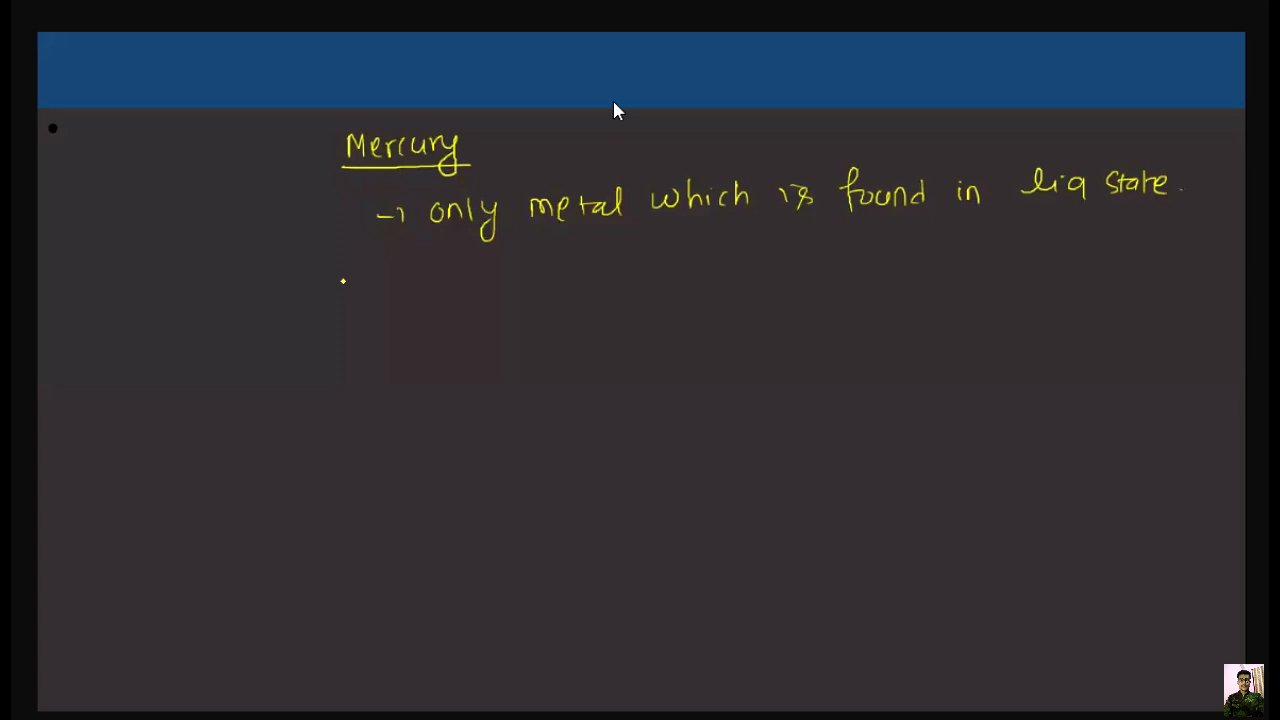 Mercury
→ only metal which is found in liq state.